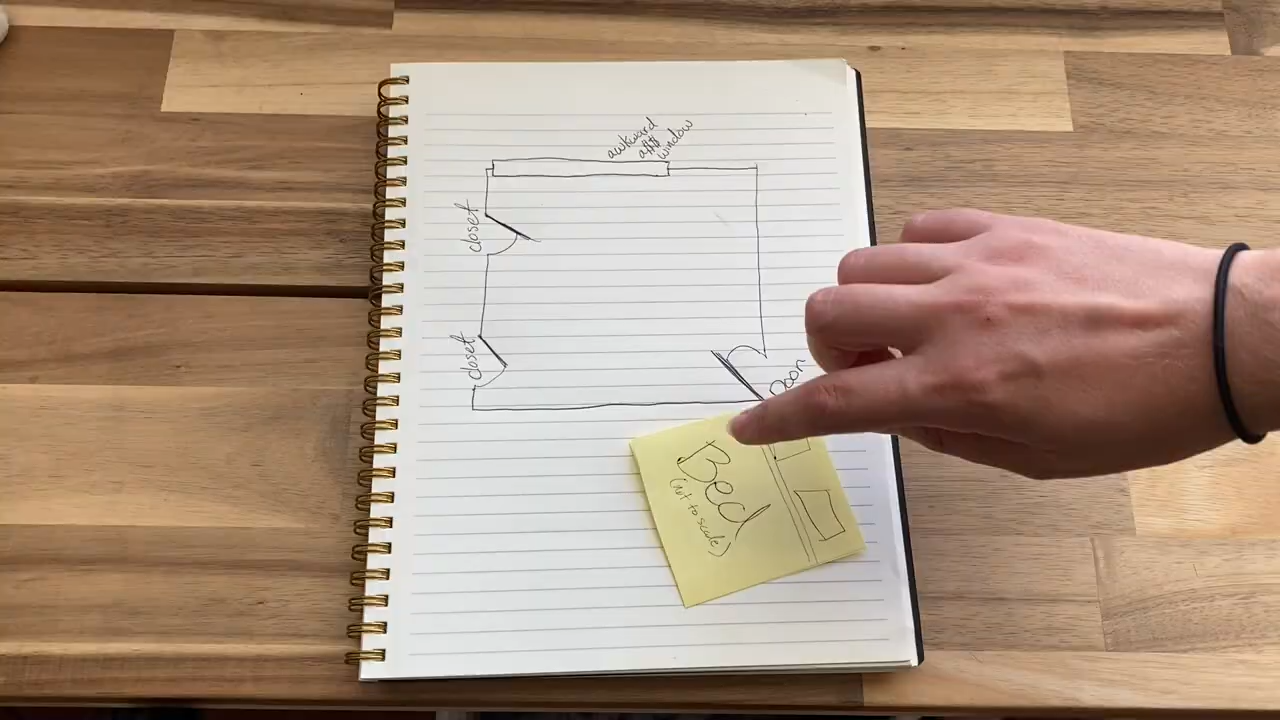 awkward
af
window
closet
closet
Door
Bed
(not to scale)